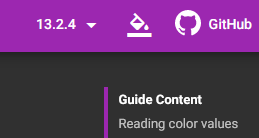 13.2.4 GitHub
Guide Content
Reading color values